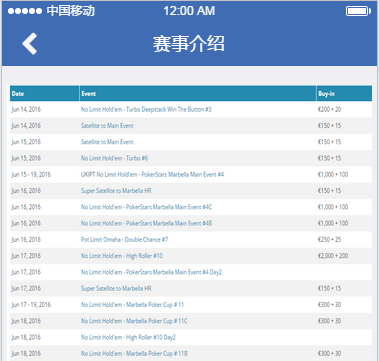 中国移动 12:00 AM
赛事介绍
Date Event Buy-in
Jun 14, 2016 No Limit Hold'em - Turbo Deepstack Win The Button #3 €200 + 20
Jun 14, 2016 Satellite to Main Event €150 + 15
Jun 15, 2016 Satellite to Main Event €150 + 15
Jun 15, 2016 No Limit Hold'em - Turbo #6 €150 + 15
Jun 15 - 19, 2016 UKIPT No Limit Hold'em - PokerStars Marbella Main Event #4 €1,000 + 100
Jun 16, 2016 Super Satellite to Marbella HR €150 + 15
Jun 16, 2016 No Limit Hold'em - PokerStars Marbella Main Event #4C €1,000 + 100
Jun 16, 2016 No Limit Hold'em - PokerStars Marbella Main Event #4B €1,000 + 100
Jun 16, 2016 Pot Limit Omaha - Double Chance #7 €250 + 25
Jun 17, 2016 No Limit Hold'em - High Roller #10 €2,000 + 200
Jun 17, 2016 No Limit Hold'em - PokerStars Marbella Main Event #4 Day2
Jun 17, 2016 Super Satellite to Marbella HR €150 + 15
Jun 17 - 19, 2016 No Limit Hold'em - Marbella Poker Cup # 11 €300 + 30
Jun 18, 2016 No Limit Hold'em - Marbella Poker Cup # 11C €300 + 30
Jun 18, 2016 No Limit Hold'em - High Roller #10 Day2
Jun 18, 2016 No Limit Hold'em - Marbella Poker Cup # 11B €300 + 30